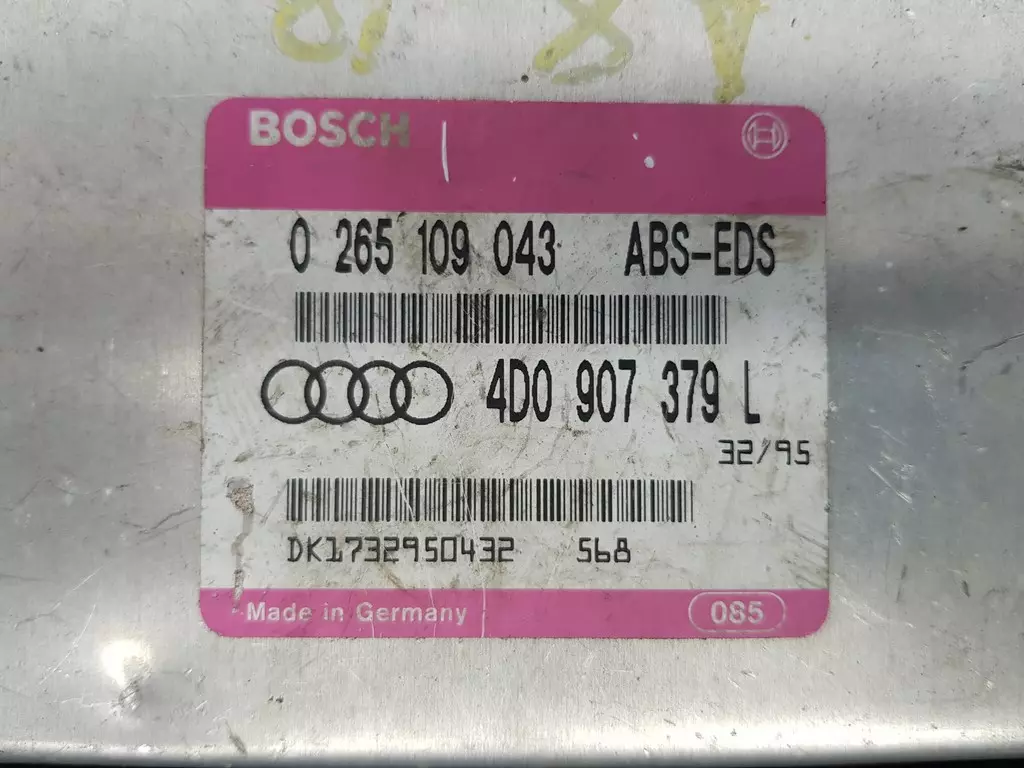 BOSCH
0 265 109 043 ABS-EDS
4D0 907 379 L
32/95
DK1732950432 568
Made in Germany 085